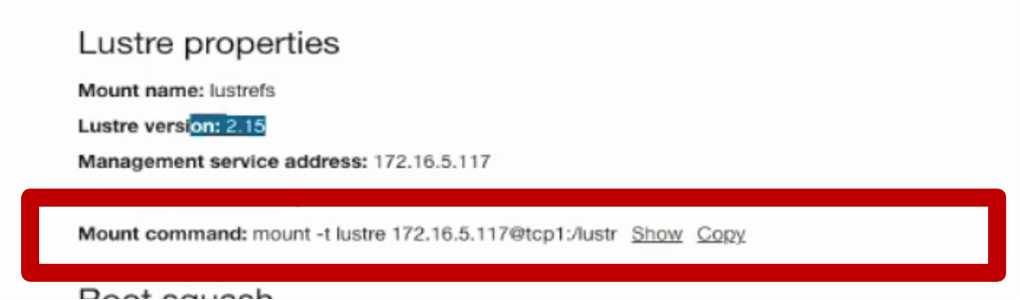 Lustre properties
Mount name: lustrefs
Lustre version: 2.15
Management service address: 172.16.5.117
Mount command: mount -t lustre 172.16.5.117@tcp1:/lustr Show Copy
Root squash